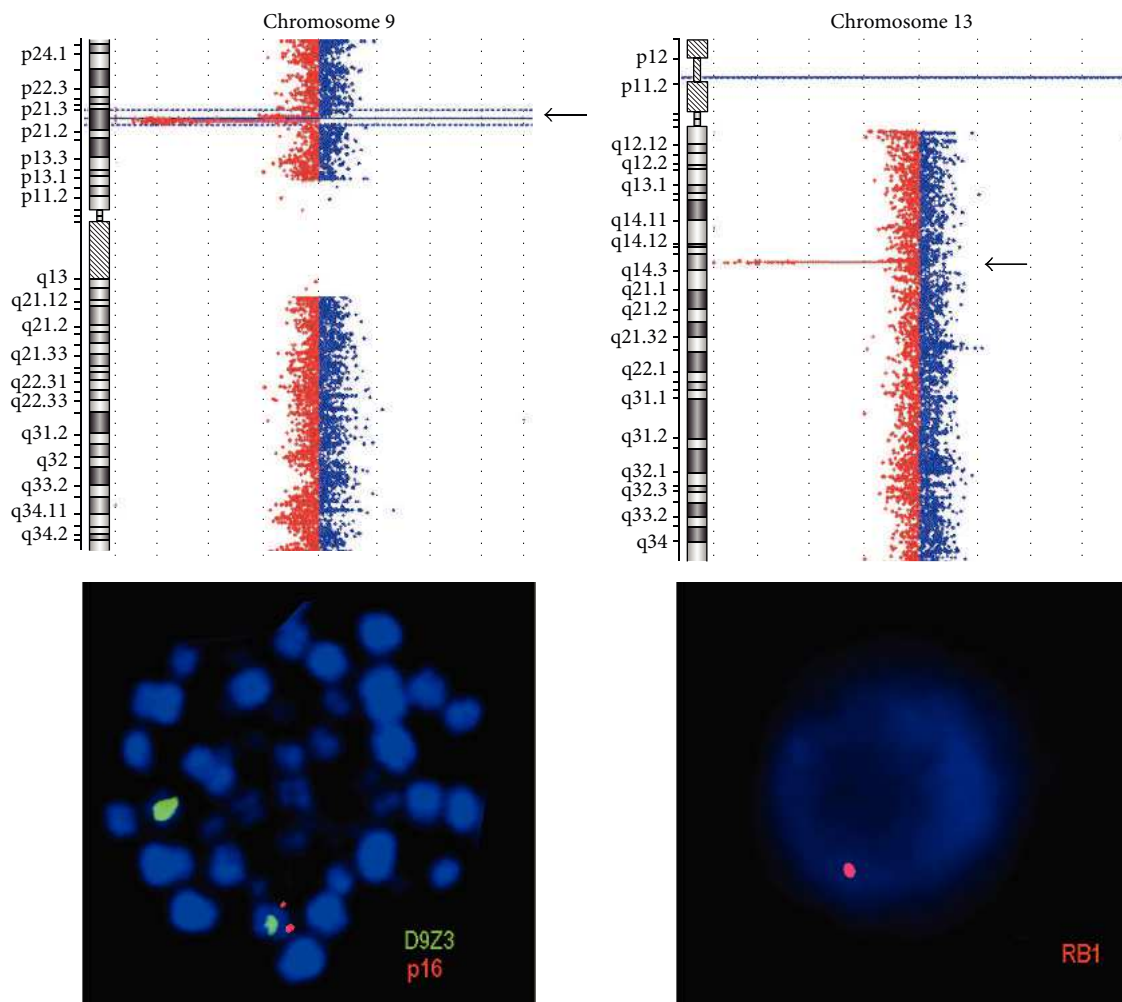 Chromosome 9
p24.1
p22.3
p21.3
p21.2
p13.3
p13.1
p11.2
q13
q21.12
q21.2
q21.33
q22.31
q22.33
q31.2
q32
q33.2
q34.11
q34.2
Chromosome 13
p12
p11.2
q12.12
q12.2
q13.1
q14.11
q14.12
q14.3
q21.1
q21.2
q21.32
q22.1
q31.1
q31.2
q32.1
q32.3
q33.2
q34
D9Z3
p16
RB1